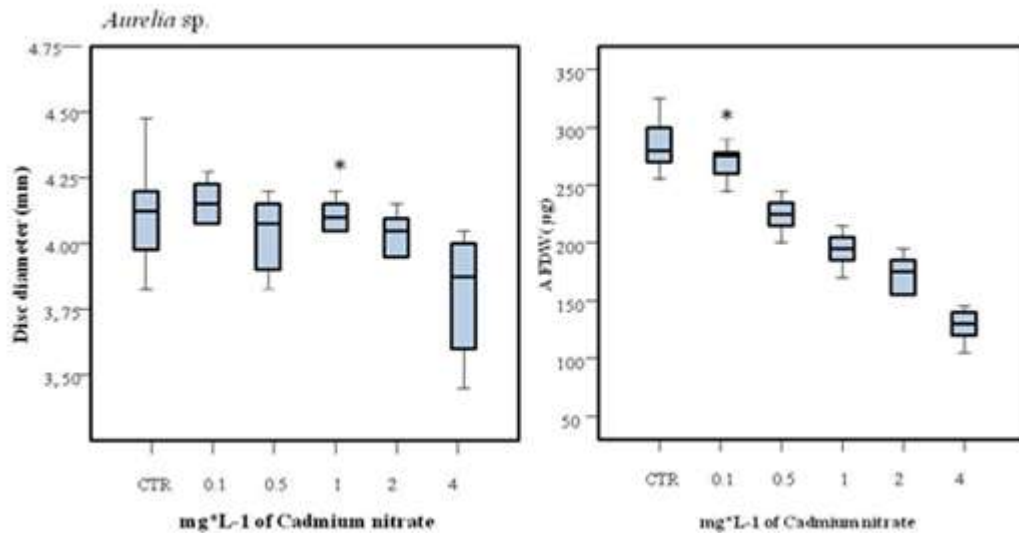 Aurelia sp.
4.75
4.50
4.25
4.00
3,75
3,50
Disc diameter (mm)
*
CTR 0.1 0.5 1 2 4
mg*L-1 of Cadmium nitrate
350
300
250
200
150
100
50
AFDW( µg)
*
CTR 0.1 0.5 1 2 4
mg*L-1 of Cadmium nitrate